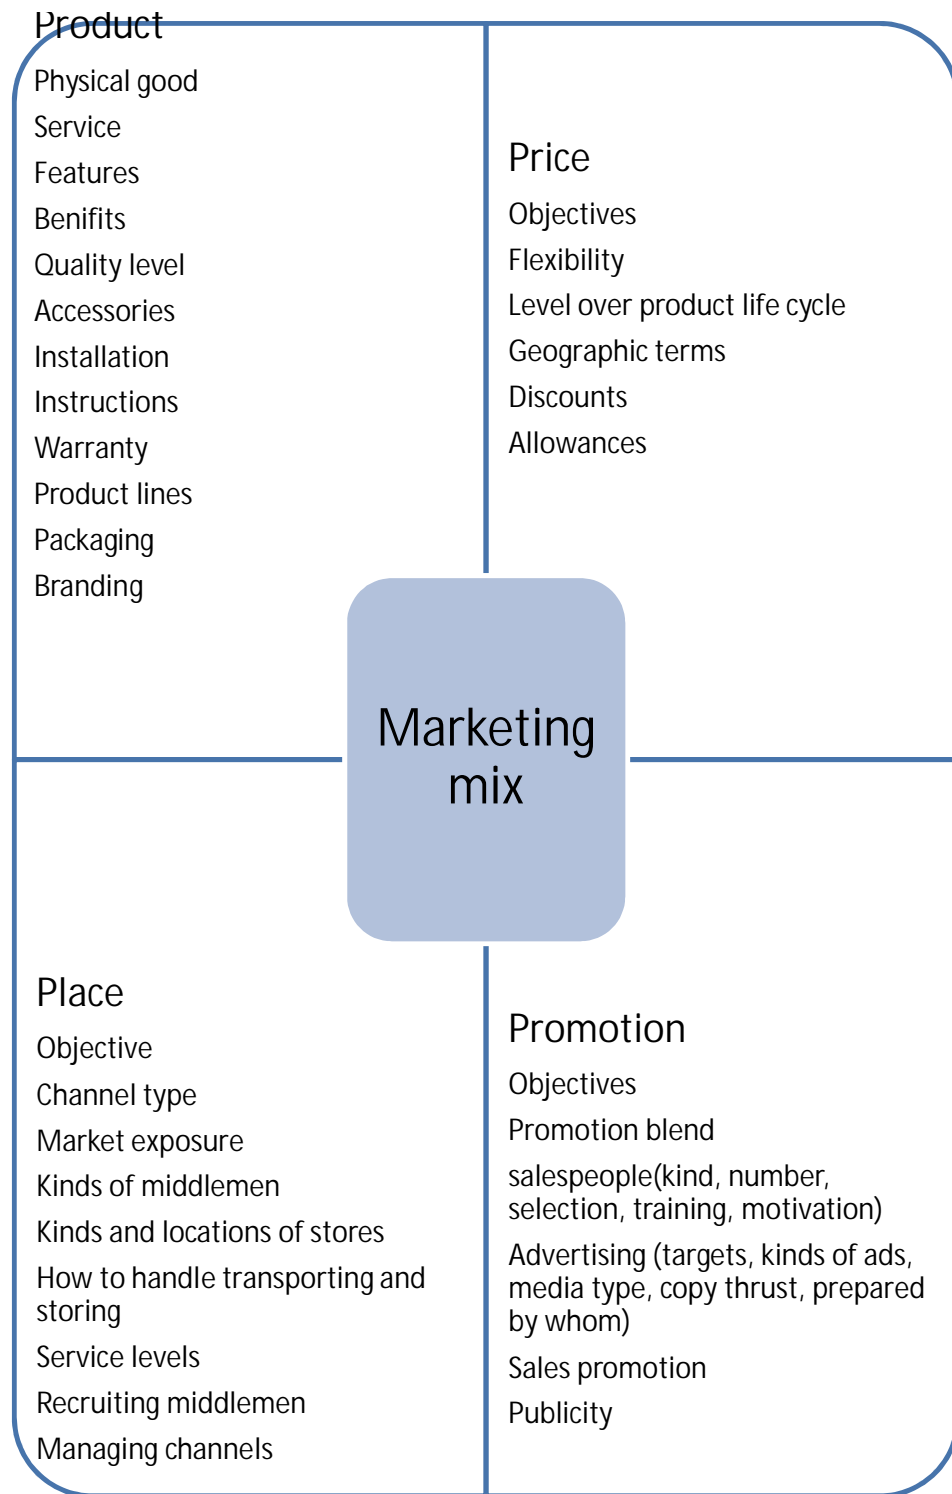 Product
Physical good
Service
Features
Benifits
Quality level
Accessories
Installation
Instructions
Warranty
Product lines
Packaging
Branding
Price
Objectives
Flexibility
Level over product life cycle
Geographic terms
Discounts
Allowances
Marketing
mix
Place
Objective
Channel type
Market exposure
Kinds of middlemen
Kinds and locations of stores
How to handle transporting and
storing
Service levels
Recruiting middlemen
Managing channels
Promotion
Objectives
Promotion blend
salespeople(kind, number,
selection, training, motivation)
Advertising (targets, kinds of ads,
media type, copy thrust, prepared
by whom)
Sales promotion
Publicity